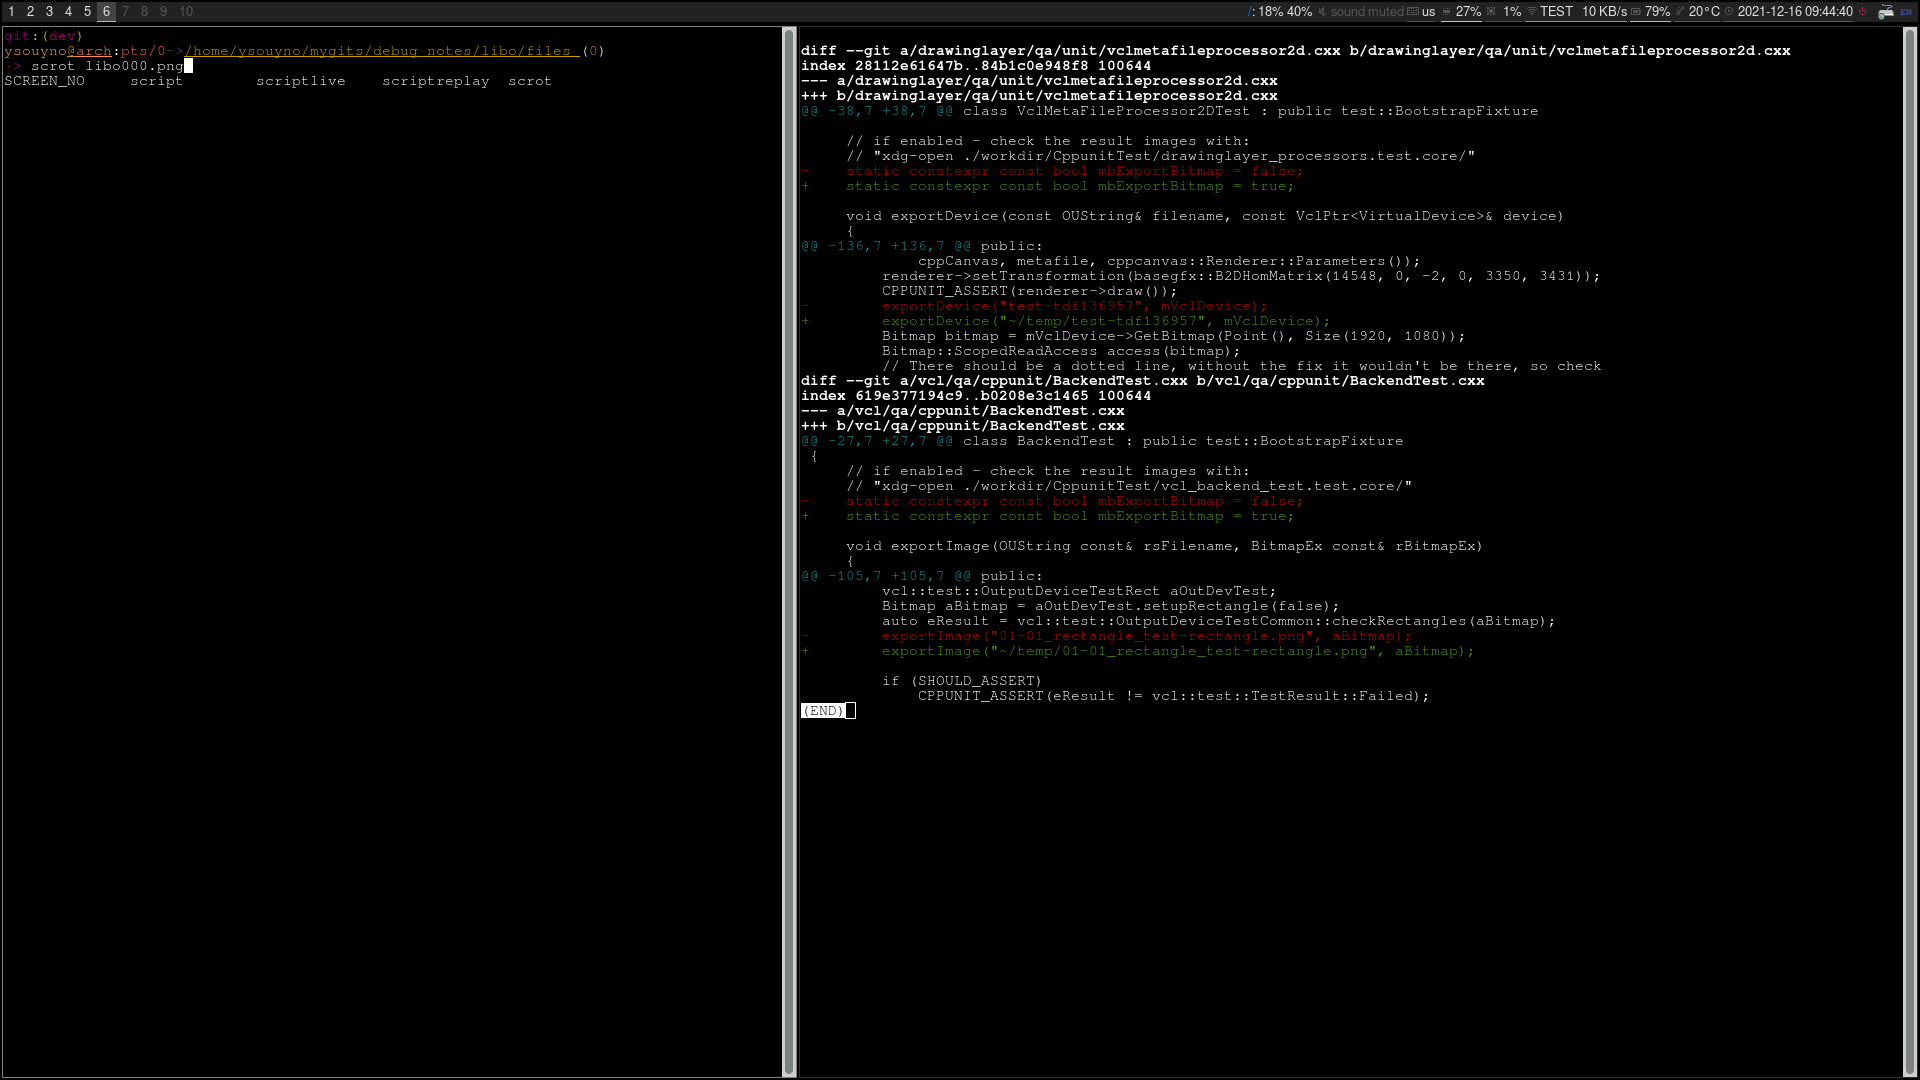 1 2 3 4 5 6 7 8 9 10
/: 18% 40% sound muted us 27% 1% TEST 10 KB/s 79% 20°C 2021-12-16 09:44:40 EN
git:(dev)
ysouyno@arch:pts/0->/home/ysouyno/mygits/debug_notes/libo/files (0)
-> scrot libo000.png
SCREEN_NO script scriptlive scriptreplay scrot
diff --git a/drawinglayer/qa/unit/vclmetafileprocessor2d.cxx b/drawinglayer/qa/unit/vclmetafileprocessor2d.cxx
index 28112e61647b..84b1c0e948f8 100644
--- a/drawinglayer/qa/unit/vclmetafileprocessor2d.cxx
+++ b/drawinglayer/qa/unit/vclmetafileprocessor2d.cxx
@@ -38,7 +38,7 @@ class VclMetaFileProcessor2DTest : public test::BootstrapFixture
// if enabled - check the result images with:
// "xdg-open ./workdir/CppunitTest/drawinglayer_processors.test.core/"
-    static constexpr const bool mbExportBitmap = false;
+    static constexpr const bool mbExportBitmap = true;
void exportDevice(const OUString& filename, const VclPtr<VirtualDevice>& device)
{
@@ -136,7 +136,7 @@ public:
cppCanvas, metafile, cppcanvas::Renderer::Parameters());
renderer->setTransformation(basegfx::B2DHomMatrix(14548, 0, -2, 0, 3350, 3431));
CPPUNIT_ASSERT(renderer->draw());
-        exportDevice("test-tdf136957", mVclDevice);
+        exportDevice("~/temp/test-tdf136957", mVclDevice);
Bitmap bitmap = mVclDevice->GetBitmap(Point(), Size(1920, 1080));
Bitmap::ScopedReadAccess access(bitmap);
// There should be a dotted line, without the fix it wouldn't be there, so check
diff --git a/vcl/qa/cppunit/BackendTest.cxx b/vcl/qa/cppunit/BackendTest.cxx
index 619e377194c9..b0208e3c1465 100644
--- a/vcl/qa/cppunit/BackendTest.cxx
+++ b/vcl/qa/cppunit/BackendTest.cxx
@@ -27,7 +27,7 @@ class BackendTest : public test::BootstrapFixture
{
// if enabled - check the result images with:
// "xdg-open ./workdir/CppunitTest/vcl_backend_test.test.core/"
-    static constexpr const bool mbExportBitmap = false;
+    static constexpr const bool mbExportBitmap = true;
void exportImage(OUString const& rsFilename, BitmapEx const& rBitmapEx)
{
@@ -105,7 +105,7 @@ public:
vcl::test::OutputDeviceTestRect aOutDevTest;
Bitmap aBitmap = aOutDevTest.setupRectangle(false);
auto eResult = vcl::test::OutputDeviceTestCommon::checkRectangles(aBitmap);
-        exportImage("01-01_rectangle_test-rectangle.png", aBitmap);
+        exportImage("~/temp/01-01_rectangle_test-rectangle.png", aBitmap);
if (SHOULD_ASSERT)
CPPUNIT_ASSERT(eResult != vcl::test::TestResult::Failed);
(END)